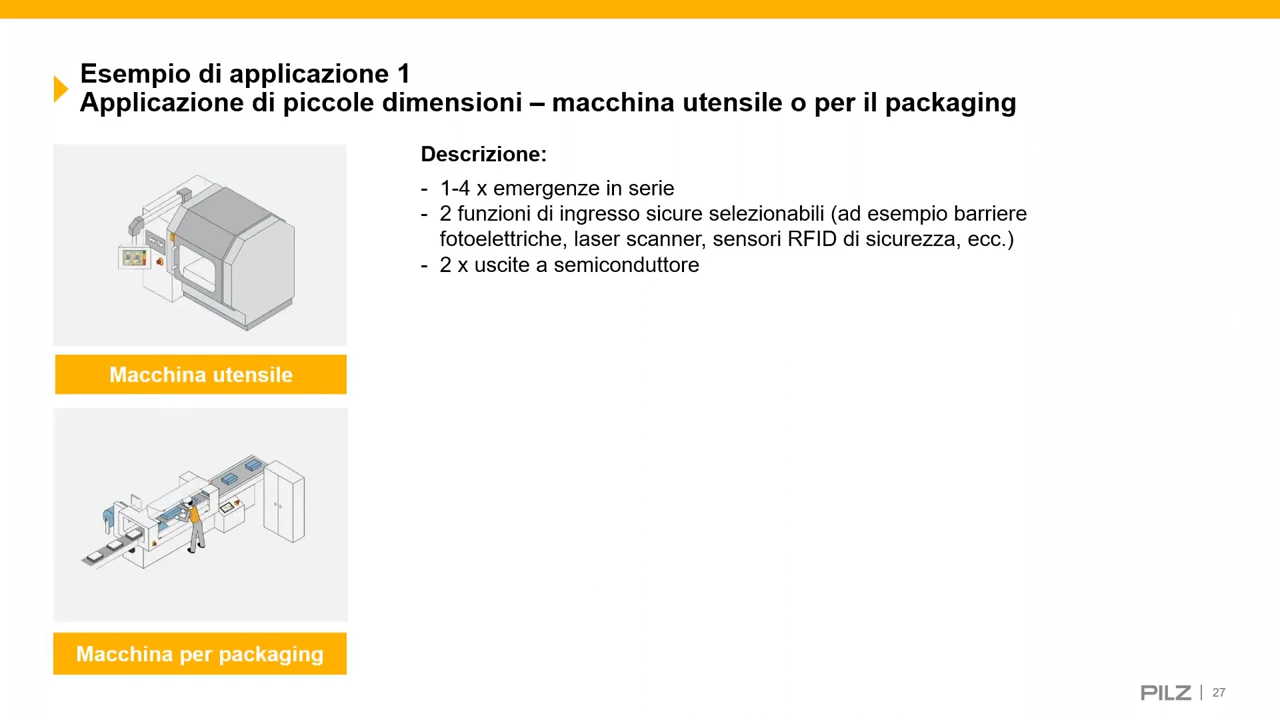 Esempio di applicazione 1
Applicazione di piccole dimensioni – macchina utensile o per il packaging
Descrizione:
- 1-4 x emergenze in serie
- 2 funzioni di ingresso sicure selezionabili (ad esempio barriere
fotoelettriche, laser scanner, sensori RFID di sicurezza, ecc.)
- 2 x uscite a semiconduttore
Macchina utensile
Macchina per packaging
PILZ | 27